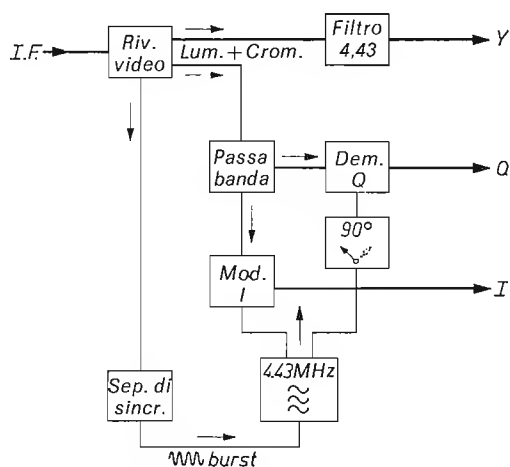 I.F.
Riv.
video
Lum.+Crom.
Filtro
4,43
Y
Passa
banda
Dem.
Q
Q
90°
Mod.
I
I
4.43MHz
Sep. di
sincr.
burst